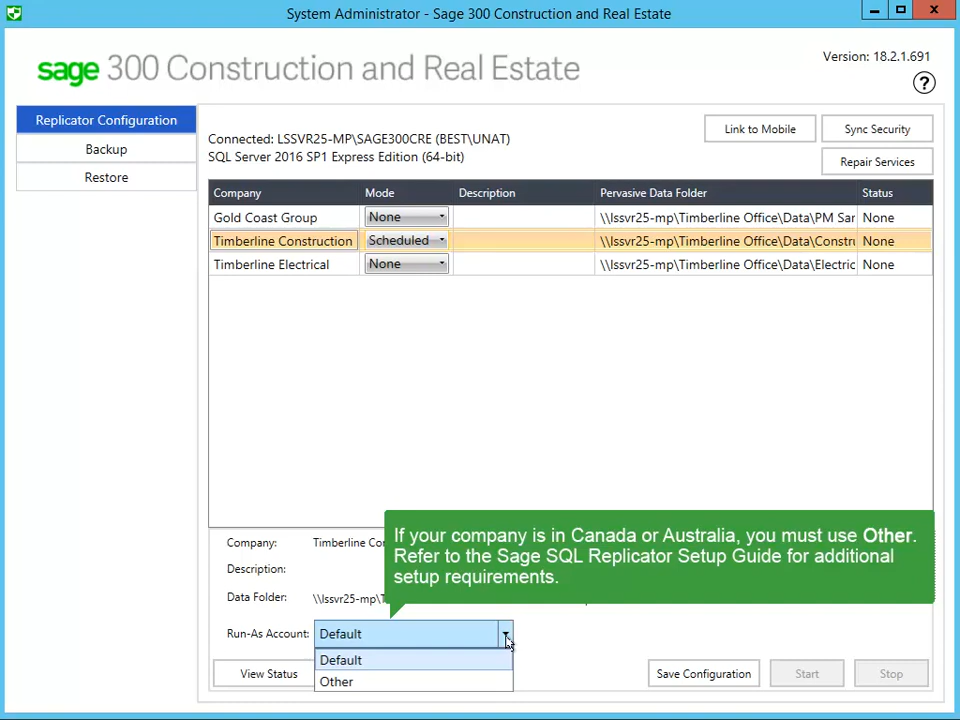 System Administrator - Sage 300 Construction and Real Estate
sage 300 Construction and Real Estate
Version: 18.2.1.691
?
Replicator Configuration
Backup
Restore
Connected: LSSVR25-MP\SAGE300CRE (BEST\UNAT)
SQL Server 2016 SP1 Express Edition (64-bit)
Link to Mobile
Sync Security
Repair Services
Company Mode Description Pervasive Data Folder Status
Gold Coast Group None \\lssvr25-mp\Timberline Office\Data\PM Sar None
Timberline Construction Scheduled \\lssvr25-mp\Timberline Office\Data\Constru None
Timberline Electrical None \\lssvr25-mp\Timberline Office\Data\Electric None
If your company is in Canada or Australia, you must use Other.
Refer to the Sage SQL Replicator Setup Guide for additional
setup requirements.
Company: Timberline Co
Description:
Data Folder: \\lssvr25-mp\T
Run-As Account: Default
Default
Other
View Status
Save Configuration
Start
Stop